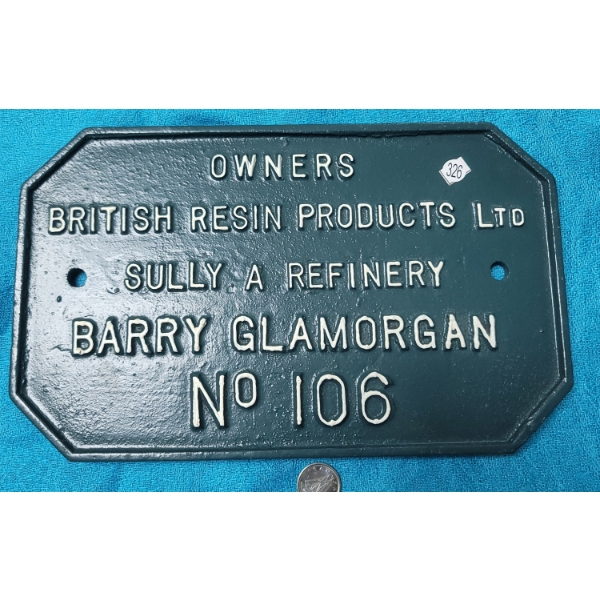 OWNERS
326
BRITISH RESIN PRODUCTS LTD
SULLY A REFINERY
BARRY GLAMORGAN
No 106